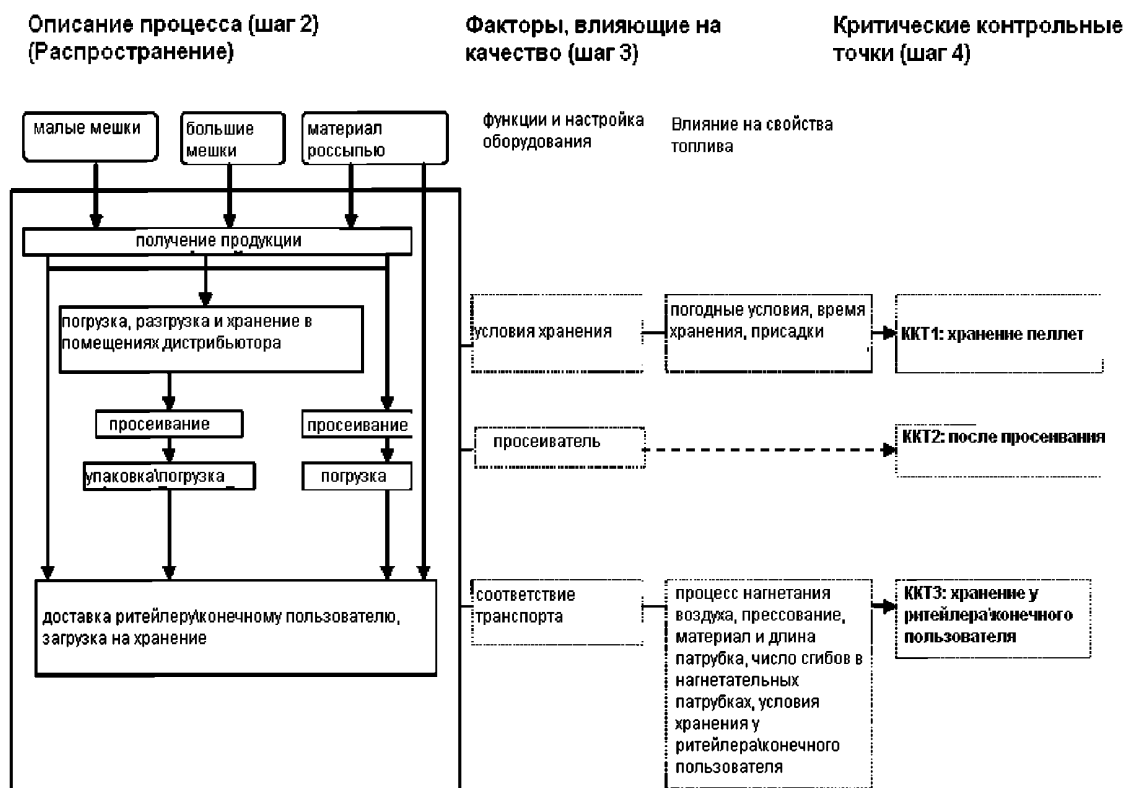 Описание процесса (шаг 2)
(Распространение)
Факторы, влияющие на
качество (шаг 3)
Критические контрольные
точки (шаг 4)
малые мешки
большие
мешки
материал
россыпью
функции и настройка
оборудования
Влияние на свойства
топлива
получение продукции
погрузка, разгрузка и хранение в
помещениях дистрибьютора
условия хранения
погодные условия, время
хранения, присадки
ККТ1: хранение пеллет
просеивание
просеивание
просеиватель
ККТ2: после просеивания
упаковка\погрузка
погрузка
доставка ритейлеру\конечному пользователю,
загрузка на хранение
соответствие
транспорта
процесс нагнетания
воздуха, прессование,
материал и длина
патрубка, число сгибов в
нагнетательных
патрубках, условия
хранения у
ритейлера\конечного
пользователя
ККТ3: хранение у
ритейлера\конечного
пользователя